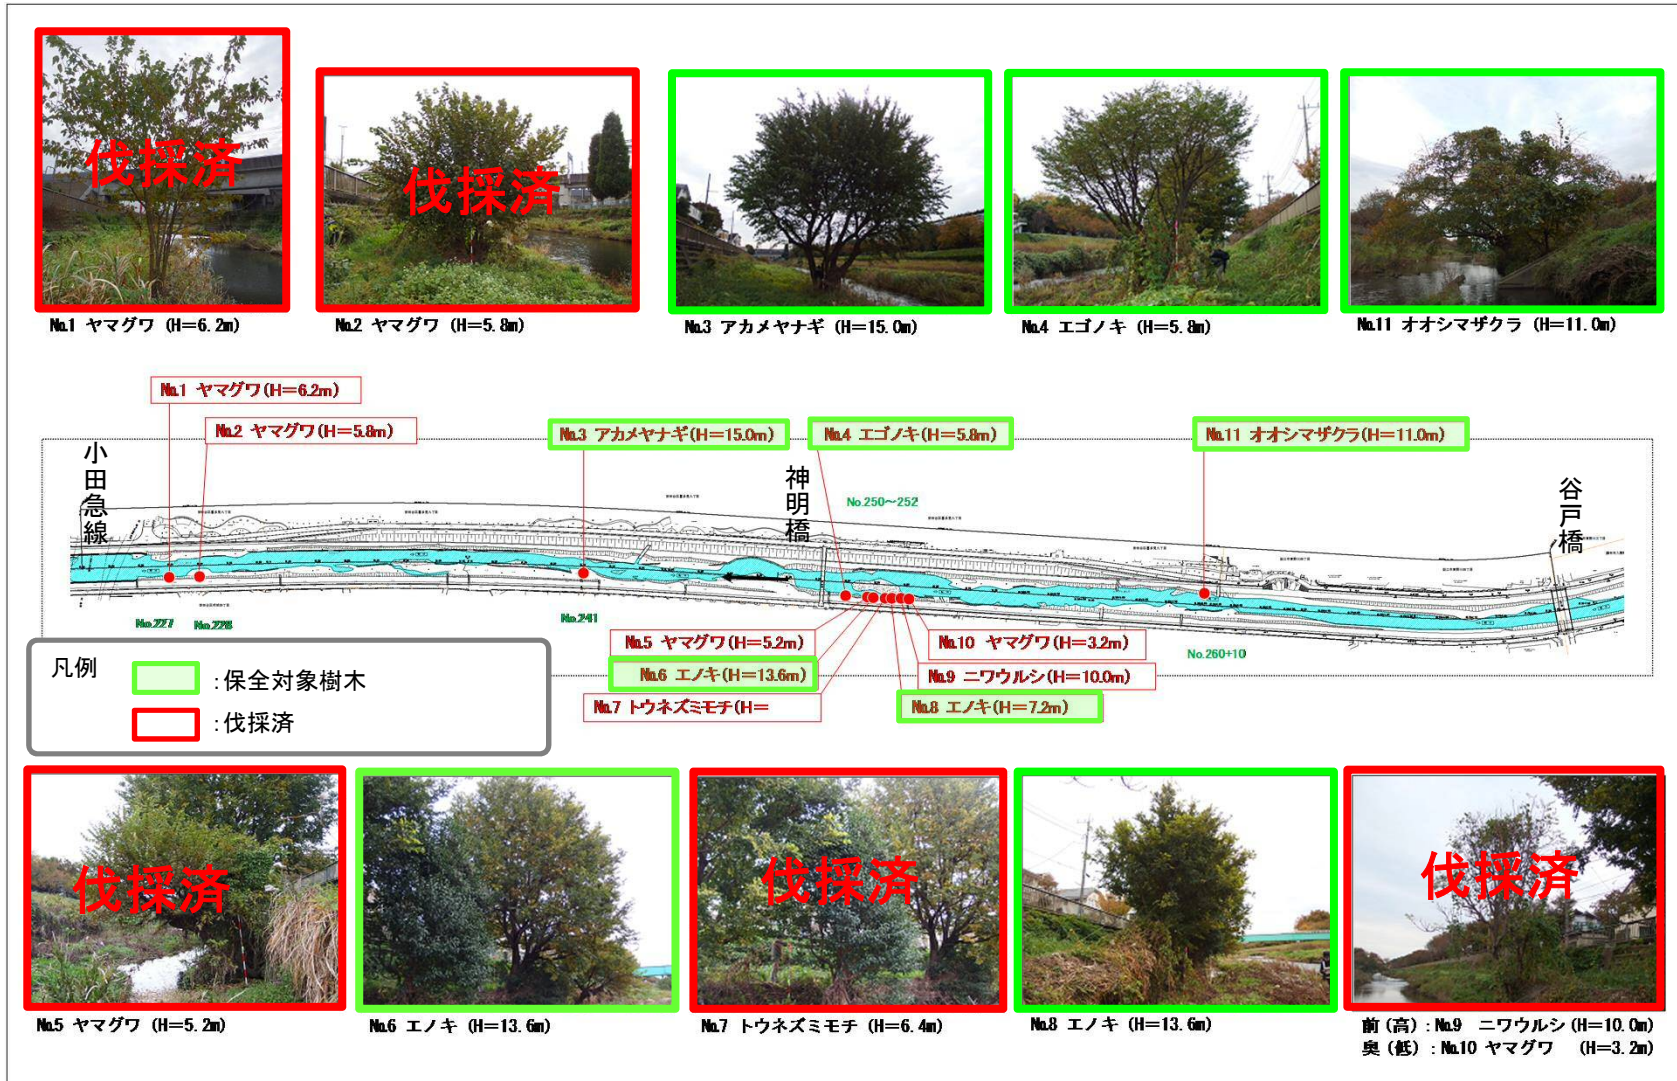 伐採済
伐採済
No.1 ヤマグワ (H=6.2m)
No.2 ヤマグワ (H=5.8m)
No.3 アカメヤナギ (H=15.0m)
No.4 エゴノキ (H=5.8m)
No.11 オオシマザクラ (H=11.0m)
No.1 ヤマグワ(H=6.2m)
No.2 ヤマグワ(H=5.8m)
No.3 アカメヤナギ(H=15.0m)
No.4 エゴノキ(H=5.8m)
No.11 オオシマザクラ(H=11.0m)
小田急線
神明橋
谷戸橋
No.250～252
No.227
No.228
No.241
No.260+10
No.5 ヤマグワ(H=5.2m)
No.10 ヤマグワ(H=3.2m)
No.6 エノキ(H=13.6m)
No.9 ニワウルシ(H=10.0m)
No.7 トウネズミモチ(H=
No.8 エノキ(H=7.2m)
凡例
:保全対象樹木
:伐採済
伐採済
伐採済
伐採済
No.5 ヤマグワ (H=5.2m)
No.6 エノキ (H=13.6m)
No.7 トウネズミモチ (H=6.4m)
No.8 エノキ (H=13.6m)
前(高):No.9 ニワウルシ(H=10.0m)
奥(低):No.10 ヤマグワ (H=3.2m)